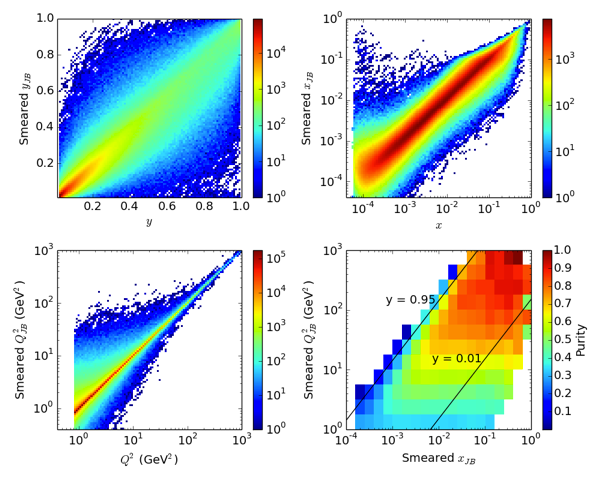 1.0
0.8
0.6
0.4
0.2
Smeared y_JB
0.2 0.4 0.6 0.8 1.0
y
10^4
10^3
10^2
10^1
10^0
10^0
10^-1
10^-2
10^-3
10^-4
Smeared x_JB
10^-4 10^-3 10^-2 10^-1 10^0
x
10^3
10^2
10^1
10^0
10^3
10^2
10^1
10^0
Smeared Q^2_JB (GeV^2)
10^0 10^1 10^2 10^3
Q^2 (GeV^2)
10^5
10^4
10^3
10^2
10^1
10^0
10^3
10^2
10^1
10^0
Smeared Q^2_JB (GeV^2)
y = 0.95
y = 0.01
10^-4 10^-3 10^-2 10^-1 10^0
Smeared x_JB
1.0
0.9
0.8
0.7
0.6
0.5
0.4
0.3
0.2
0.1
Purity